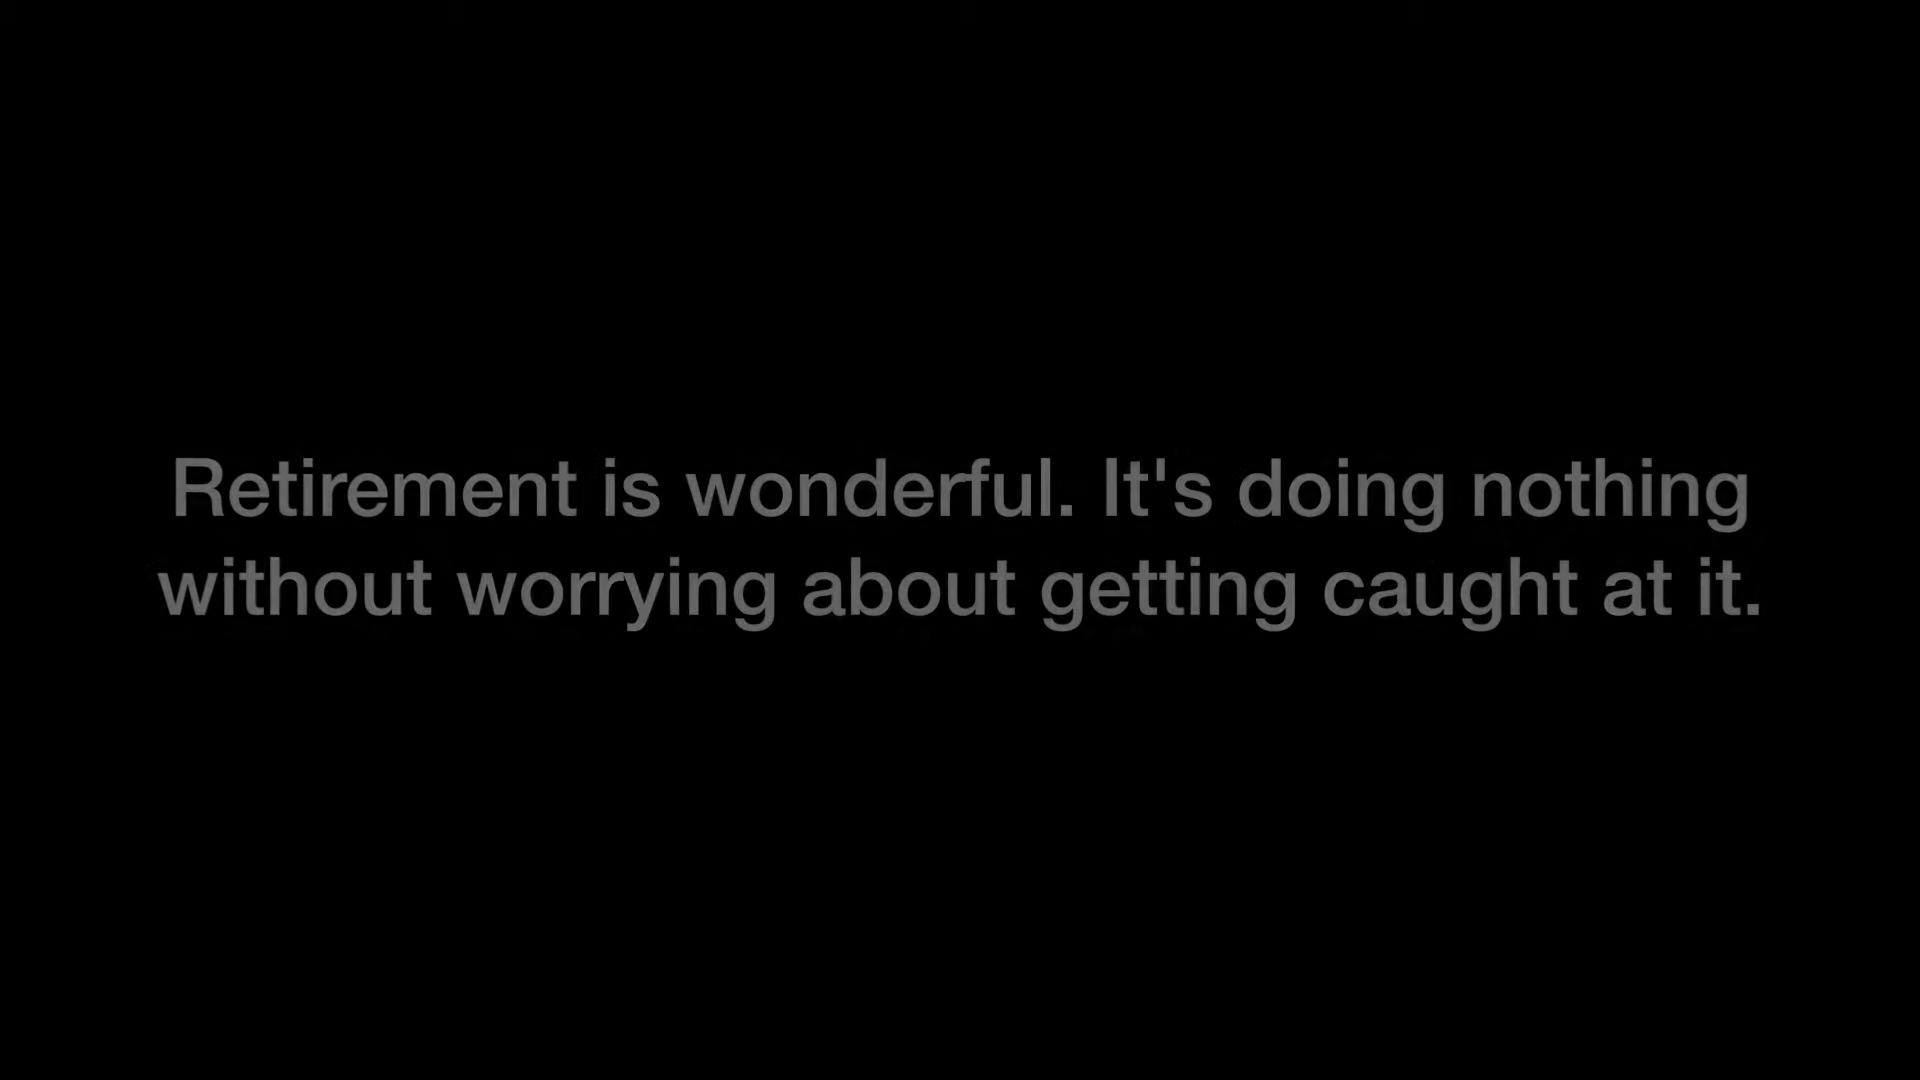 Retirement is wonderful. It's doing nothing
without worrying about getting caught at it.